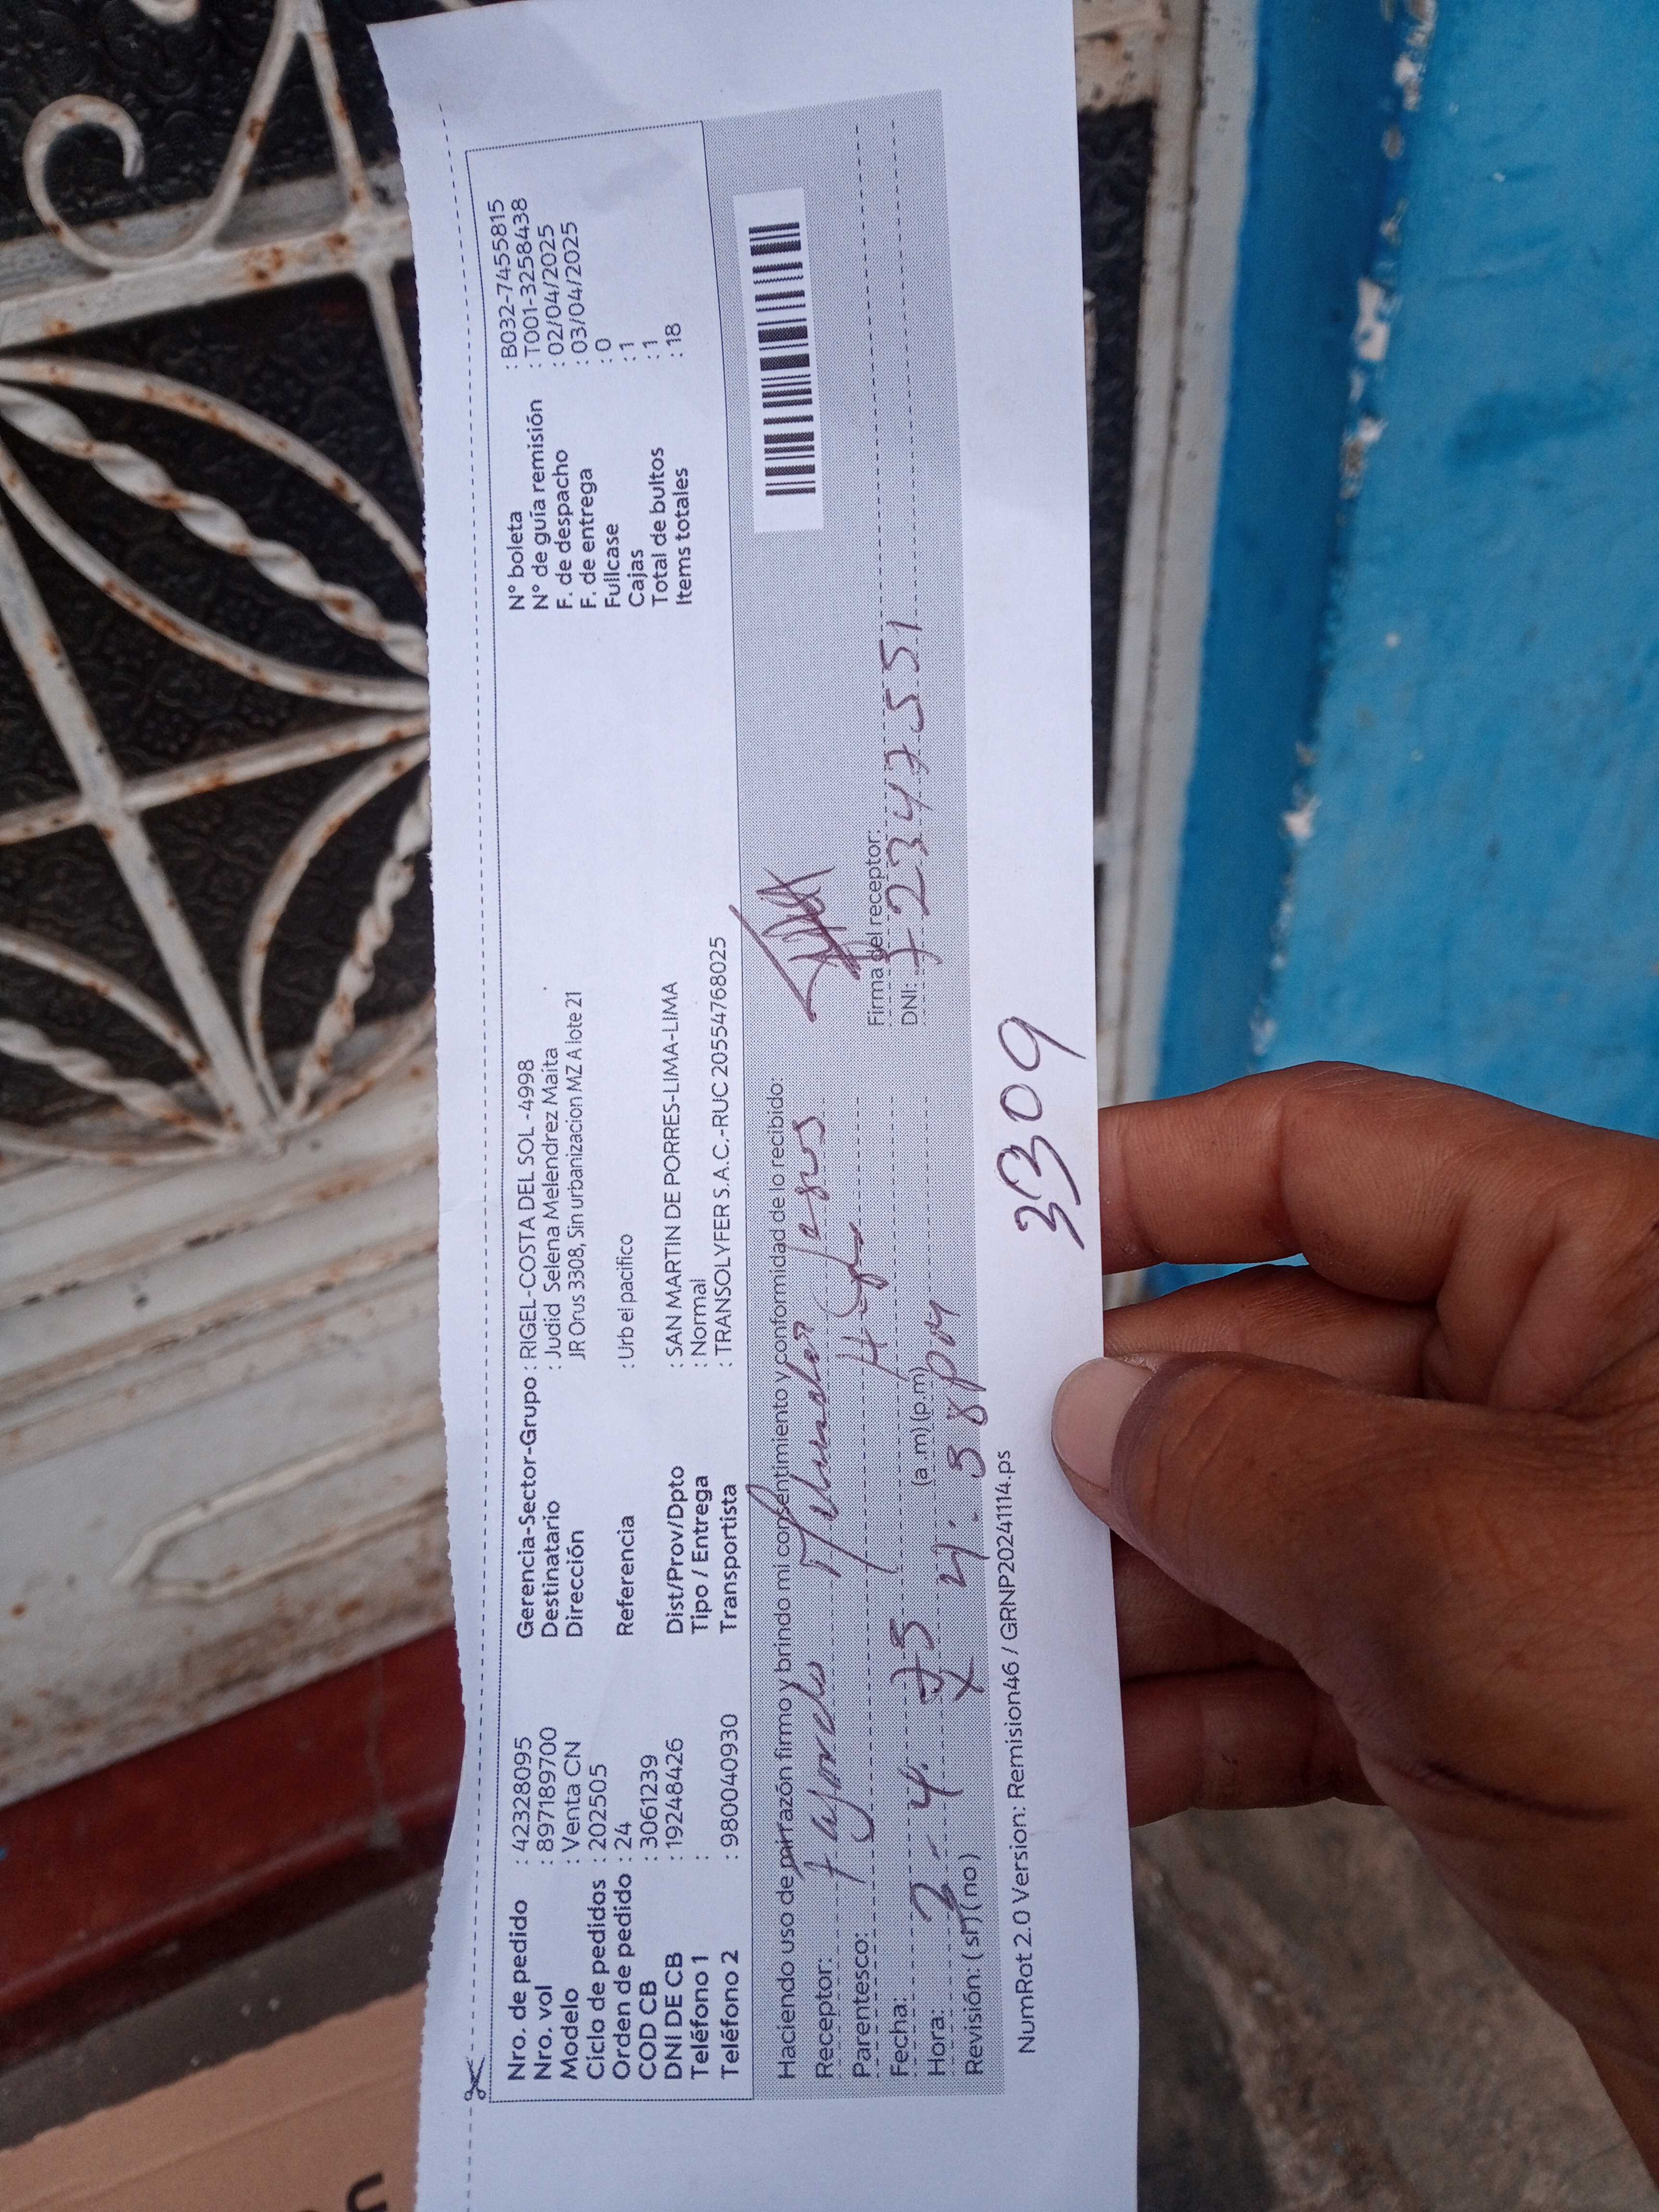 Nro. de pedido : 42328095
Nro. vol : 897189700
Modelo : Venta CN
Ciclo de pedidos : 202505
Orden de pedido : 24
COD CB : 3061239
DNI DE CB : 19248426
Teléfono 1 :
Teléfono 2 : 980040930
Gerencia-Sector-Grupo : RIGEL-COSTA DEL SOL -4998
Destinatario : Judid Selena Melendrez Maita
Dirección JR Orus 3308, Sin urbanizacion MZ A lote 21
Referencia : Urb el pacifico
Dist/Prov/Dpto : SAN MARTIN DE PORRES-LIMA-LIMA
Tipo / Entrega : Normal
Transportista : TRANSOLYFER S.A.C.-RUC 20554768025
N° boleta : B032-7455815
N° de guía remisión : T001-3258438
F. de despacho : 02/04/2025
F. de entrega : 03/04/2025
Fullcase : 0
Cajas : 1
Total de bultos : 1
Items totales : 18
Haciendo uso de mi razón firmo y brindo mi consentimiento y conformidad de lo recibido:
Receptor: Jesus
Parentesco:
Fecha: 2-4
Hora: 4:38pm (a.m)(p.m)
Revisión: (si)(no)
Firma del receptor:
DNI: 72347551
NumRot 2.0 Version: Remision46 / GRNP20241114.ps
3309